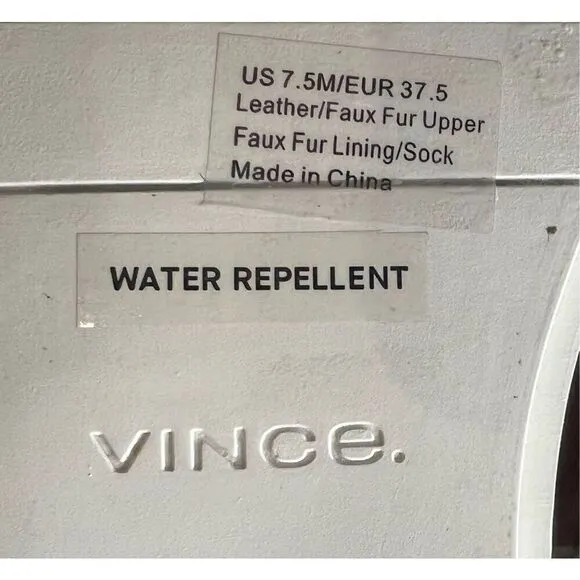 US 7.5M/EUR 37.5
Leather/Faux Fur Upper
Faux Fur Lining/Sock
Made in China
WATER REPELLENT
VINCe.